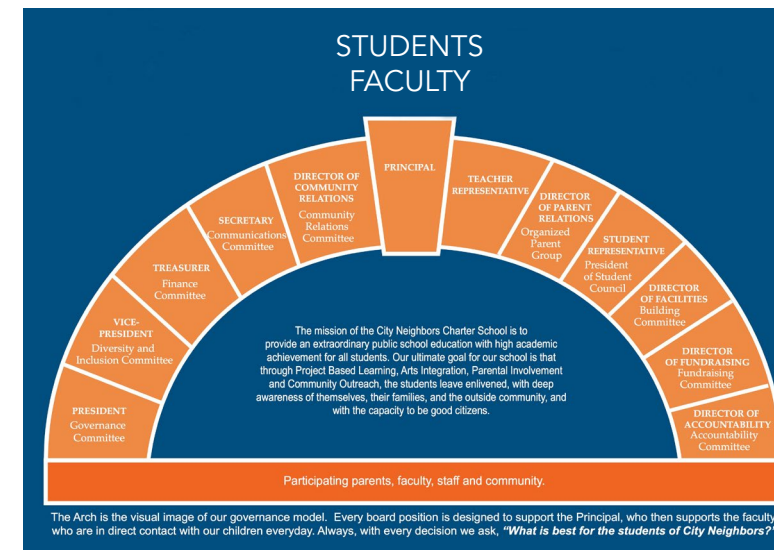 STUDENTS
FACULTY
PRINCIPAL
DIRECTOR OF
COMMUNITY
RELATIONS
Community
Relations
Committee
TEACHER
REPRESENTATIVE
SECRETARY
Communications
Committee
DIRECTOR
OF PARENT
RELATIONS
Organized
Parent
Group
TREASURER
Finance
Committee
STUDENT
REPRESENTATIVE
President
of Student
Council
VICE-
PRESIDENT
Diversity and
Inclusion Committee
DIRECTOR
OF FACILITIES
Building
Committee
PRESIDENT
Governance
Committee
DIRECTOR
OF FUNDRAISING
Fundraising
Committee
DIRECTOR OF
ACCOUNTABILITY
Accountability
Committee
The mission of the City Neighbors Charter School is to
provide an extraordinary public school education with high academic
achievement for all students. Our ultimate goal for our school is that
through Project Based Learning, Arts Integration, Parental Involvement
and Community Outreach, the students leave enlivened, with deep
awareness of themselves, their families, and the outside community, and
with the capacity to be good citizens.
Participating parents, faculty, staff and community.
The Arch is the visual image of our governance model. Every board position is designed to support the Principal, who then supports the faculty
who are in direct contact with our children everyday. Always, with every decision we ask, "What is best for the students of City Neighbors?"